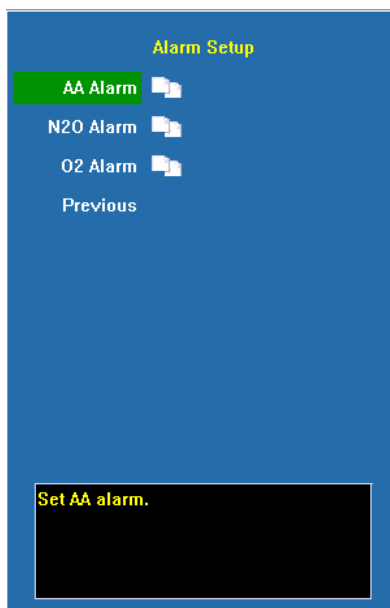 Alarm Setup
AA Alarm
N2O Alarm
O2 Alarm
Previous
Set AA alarm.